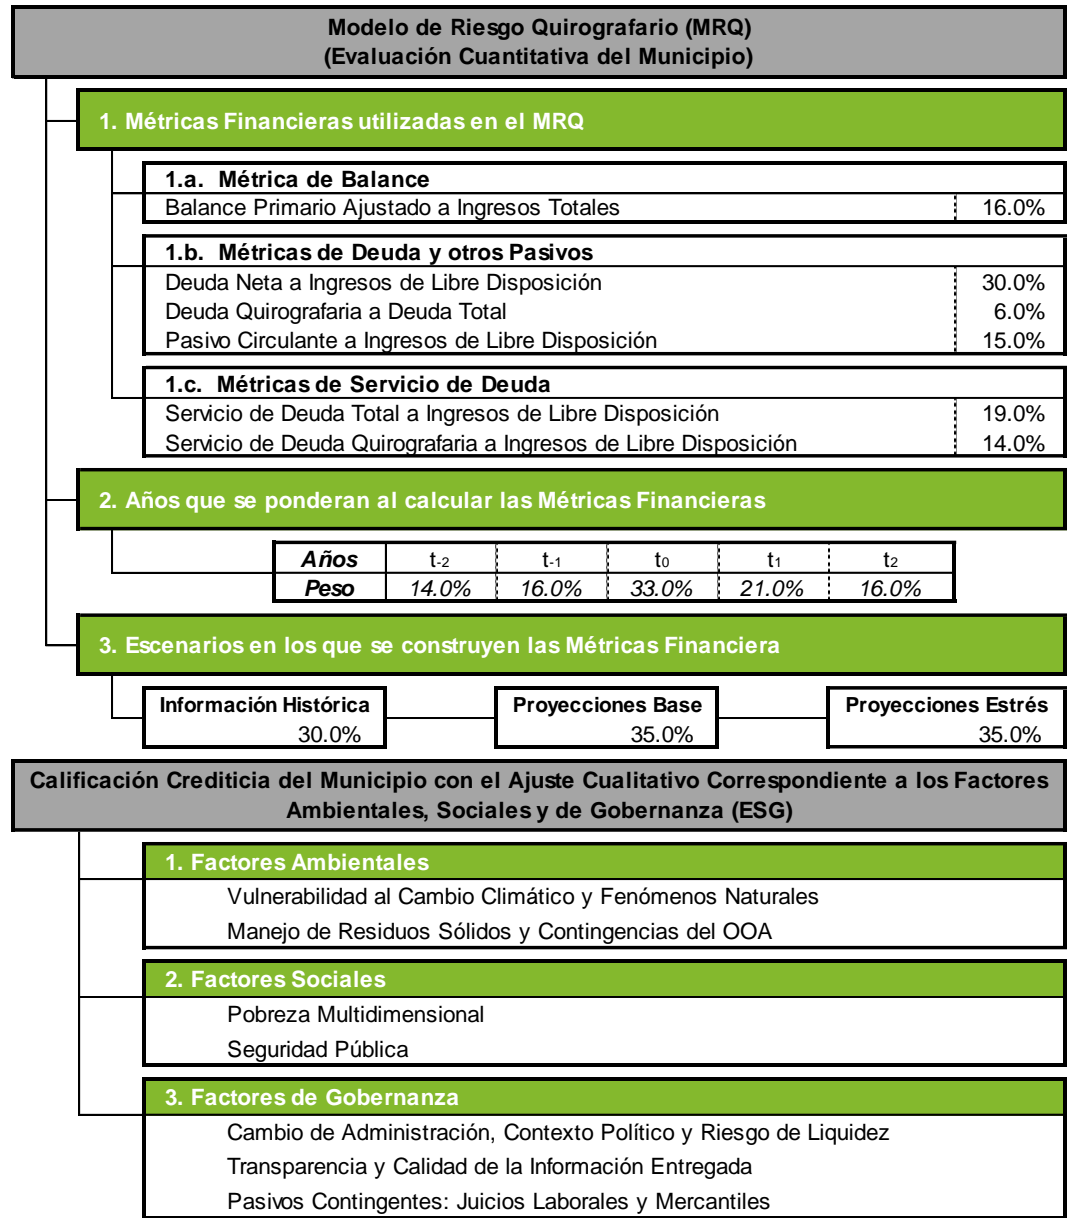 Modelo de Riesgo Quirografario (MRQ)
(Evaluación Cuantitativa del Municipio)
1. Métricas Financieras utilizadas en el MRQ
1.a. Métrica de Balance
Balance Primario Ajustado a Ingresos Totales 16.0%
1.b. Métricas de Deuda y otros Pasivos
Deuda Neta a Ingresos de Libre Disposición 30.0%
Deuda Quirografaria a Deuda Total 6.0%
Pasivo Circulante a Ingresos de Libre Disposición 15.0%
1.c. Métricas de Servicio de Deuda
Servicio de Deuda Total a Ingresos de Libre Disposición 19.0%
Servicio de Deuda Quirografaria a Ingresos de Libre Disposición 14.0%
2. Años que se ponderan al calcular las Métricas Financieras
Años t-2 t-1 t0 t1 t2
Peso 14.0% 16.0% 33.0% 21.0% 16.0%
3. Escenarios en los que se construyen las Métricas Financiera
Información Histórica Proyecciones Base Proyecciones Estrés
30.0% 35.0% 35.0%
Calificación Crediticia del Municipio con el Ajuste Cualitativo Correspondiente a los Factores
Ambientales, Sociales y de Gobernanza (ESG)
1. Factores Ambientales
Vulnerabilidad al Cambio Climático y Fenómenos Naturales
Manejo de Residuos Sólidos y Contingencias del OOA
2. Factores Sociales
Pobreza Multidimensional
Seguridad Pública
3. Factores de Gobernanza
Cambio de Administración, Contexto Político y Riesgo de Liquidez
Transparencia y Calidad de la Información Entregada
Pasivos Contingentes: Juicios Laborales y Mercantiles